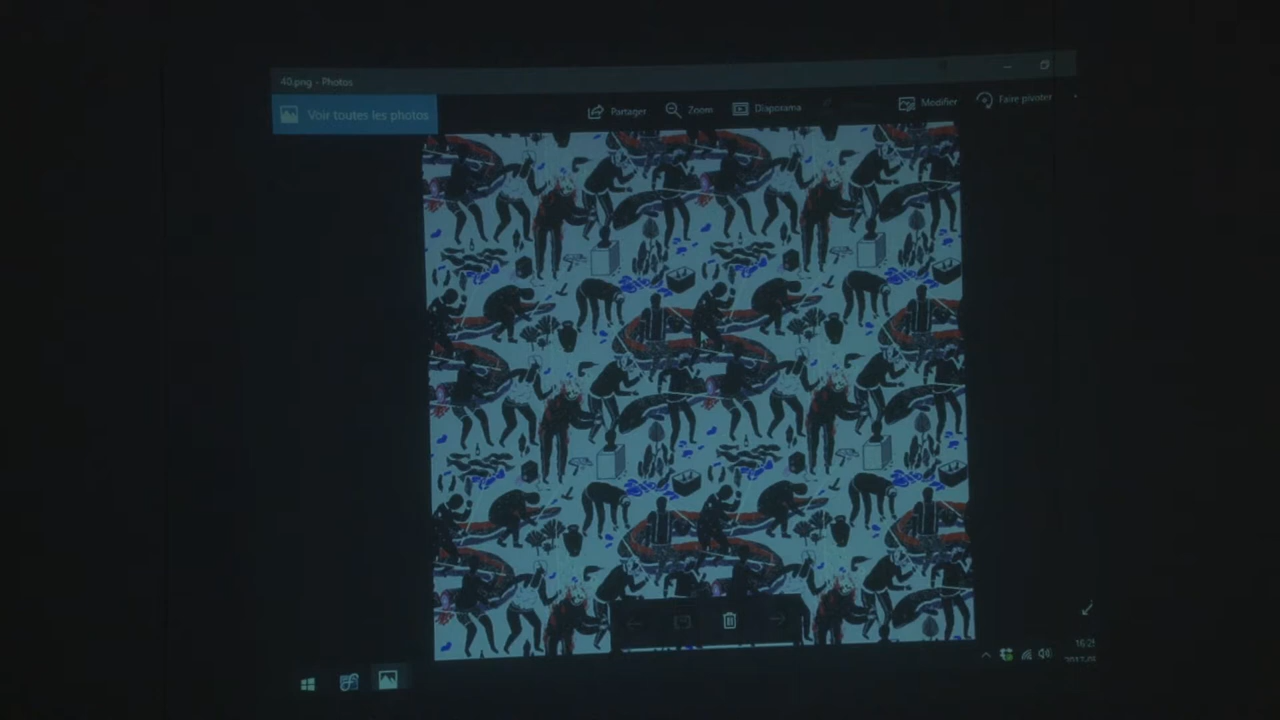 40.png - Photos
Voir toutes les photos
Partager
Zoom
Diaporama
Modifier
Faire pivoter